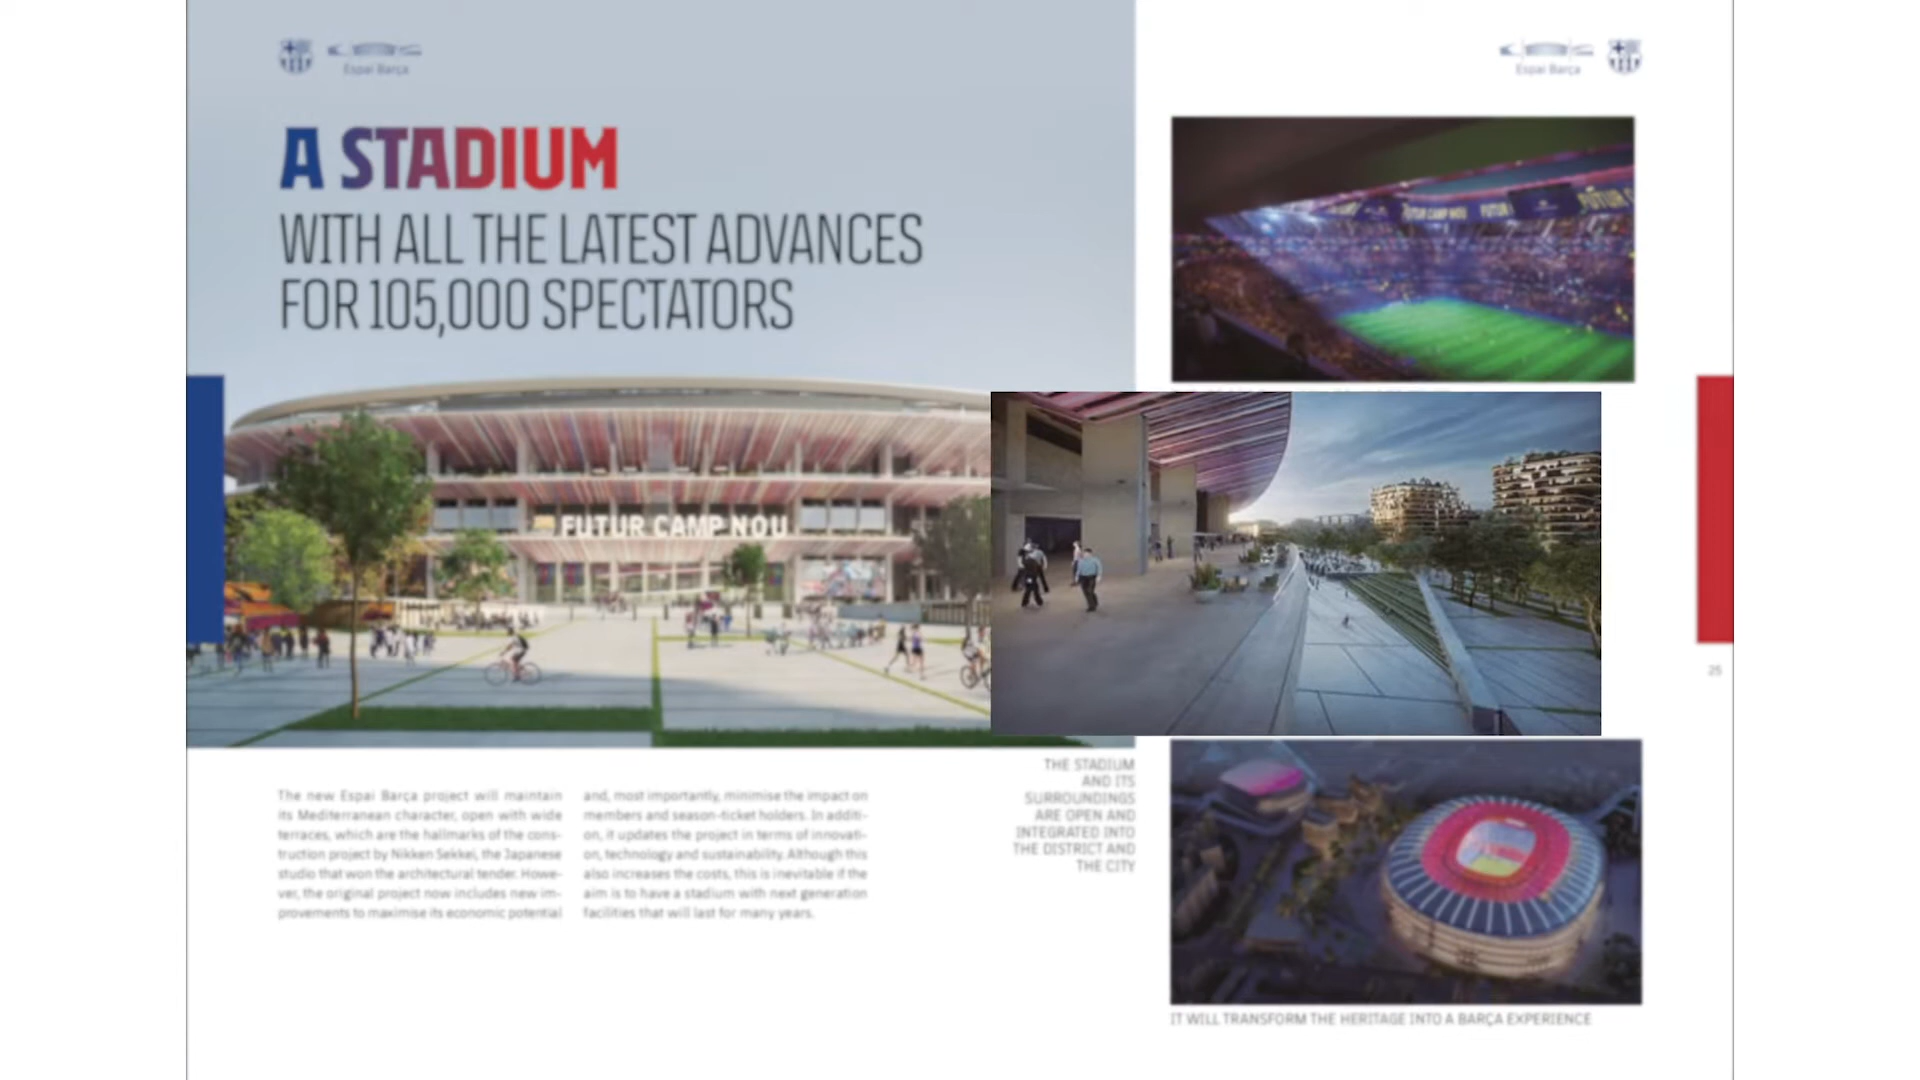 Espai Barça
Espai Barça
A STADIUM
WITH ALL THE LATEST ADVANCES
FOR 105,000 SPECTATORS
FUTUR CAMP NOU
FUTUR CAMP NOU
FUTUR
FUTUR C
25
The new Espai Barça project will maintain
its Mediterranean character, open with wide
terraces, which are the hallmarks of the cons-
truction project by Nikken Sekkei, the Japanese
studio that won the architectural tender. Howe-
ver, the original project now includes new im-
provements to maximise its economic potential
and, most importantly, minimise the impact on
members and season-ticket holders. In additi-
on, it updates the project in terms of innovati-
on, technology and sustainability. Although this
also increases the costs, this is inevitable if the
aim is to have a stadium with next generation
facilities that will last for many years.
THE STADIUM
AND ITS
SURROUNDINGS
ARE OPEN AND
INTEGRATED INTO
THE DISTRICT AND
THE CITY
IT WILL TRANSFORM THE HERITAGE INTO A BARÇA EXPERIENCE